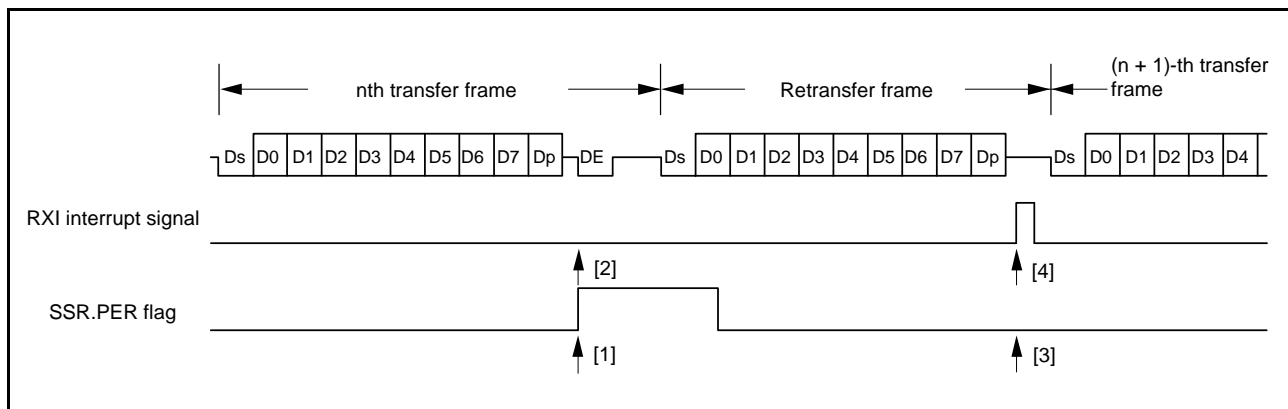 nth transfer frame
Retransfer frame
(n + 1)-th transfer
frame
Ds D0 D1 D2 D3 D4 D5 D6 D7 Dp DE Ds D0 D1 D2 D3 D4 D5 D6 D7 Dp Ds D0 D1 D2 D3 D4
RXI interrupt signal
[2]
[4]
SSR.PER flag
[1]
[3]